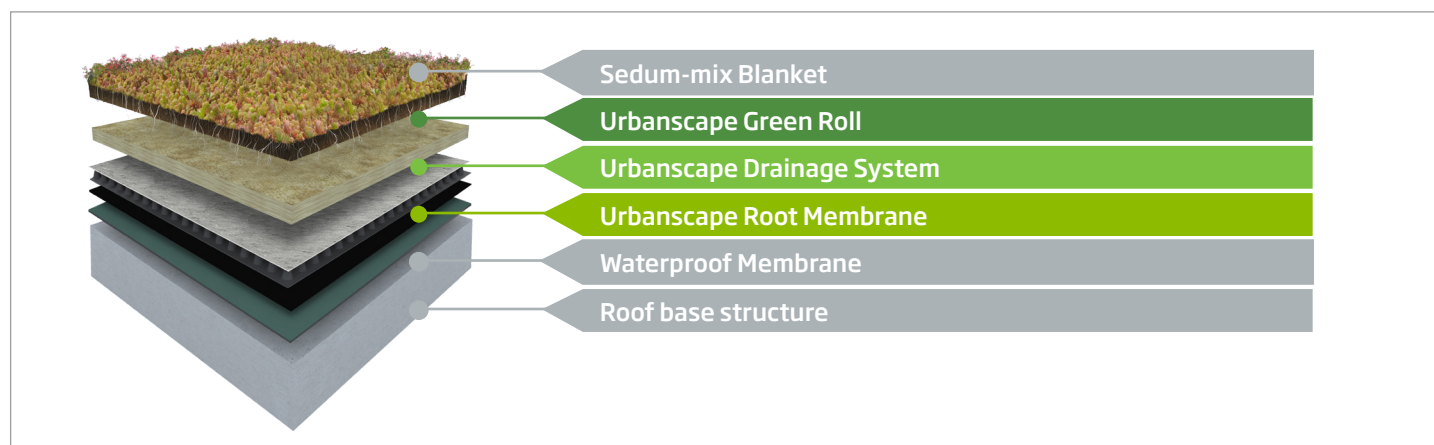 Sedum-mix Blanket
Urbanscape Green Roll
Urbanscape Drainage System
Urbanscape Root Membrane
Waterproof Membrane
Roof base structure